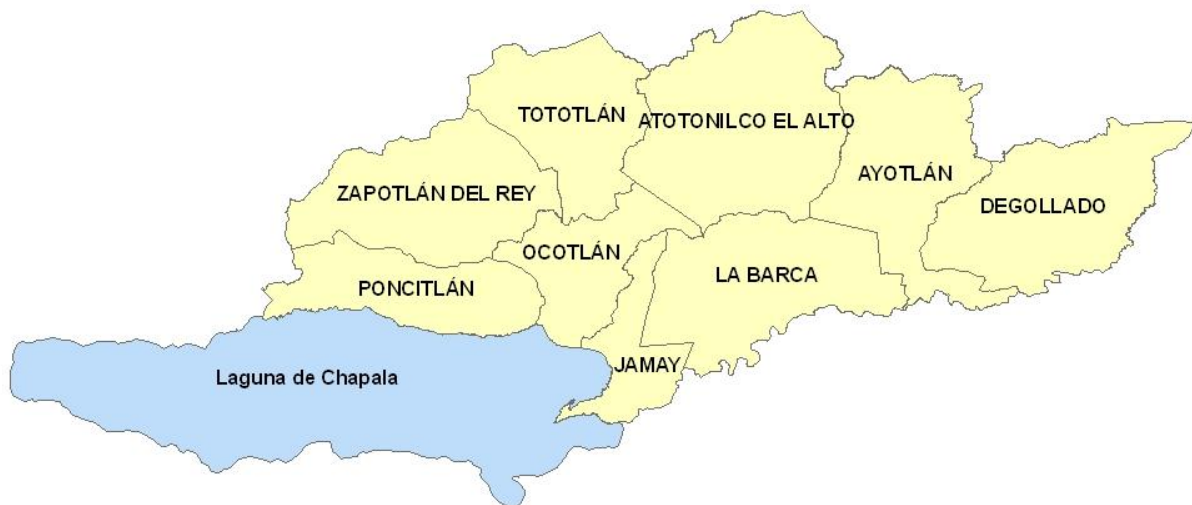 TOTOTLÁN
ATOTONILCO EL ALTO
AYOTLÁN
ZAPOTLÁN DEL REY
DEGOLLADO
OCOTLÁN
LA BARCA
PONCITLÁN
JAMAY
Laguna de Chapala